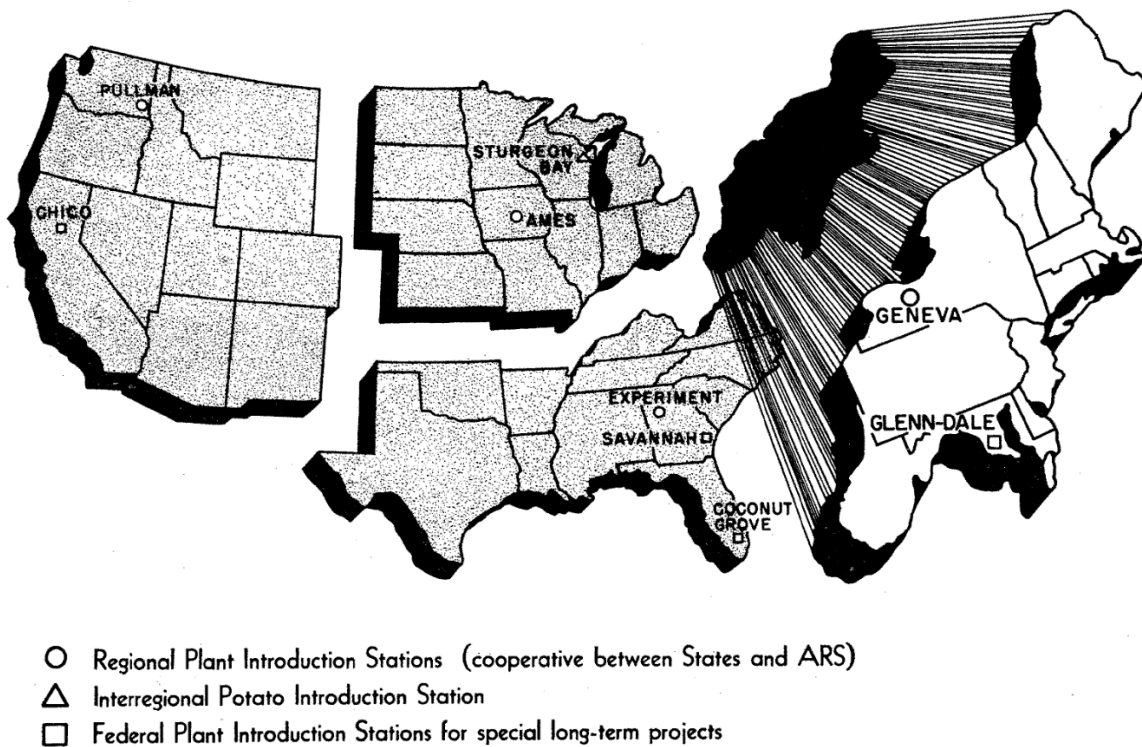 PULLMAN
CHICO
STURGEON
BAY
AMES
EXPERIMENT
SAVANNAH
COCONUT
GROVE
GENEVA
GLENN-DALE
Regional Plant Introduction Stations (cooperative between States and ARS)
Interregional Potato Introduction Station
Federal Plant Introduction Stations for special long-term projects